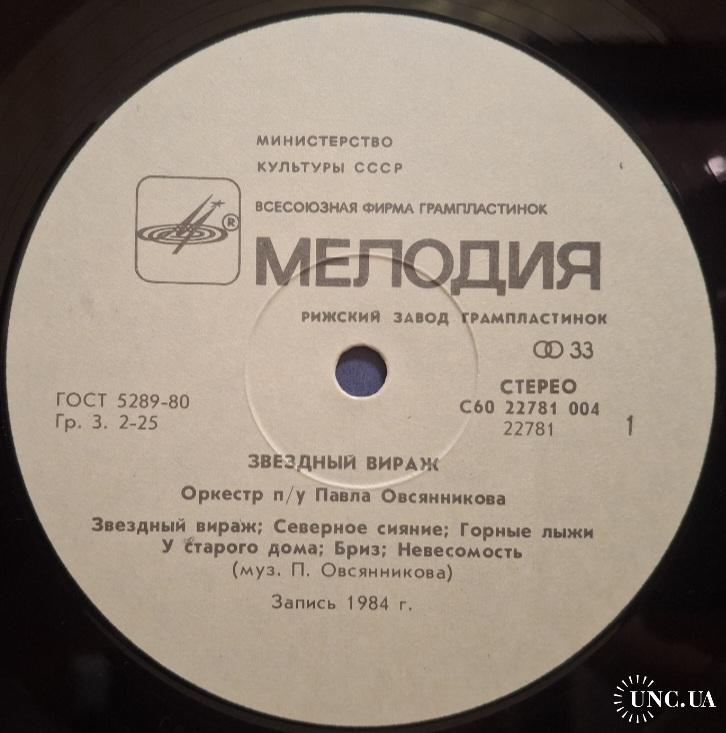 МИНИСТЕРСТВО
КУЛЬТУРЫ СССР
ВСЕСОЮЗНАЯ ФИРМА ГРАМПЛАСТИНОК
®
МЕЛОДИЯ
РИЖСКИЙ ЗАВОД ГРАМПЛАСТИНОК
33
ГОСТ 5289-80
Гр. 3. 2-25
СТЕРЕО
С60 22781 004
22781
1
ЗВЕЗДНЫЙ ВИРАЖ
Оркестр п/у Павла Овсянникова
Звездный вираж; Северное сияние; Горные лыжи
У старого дома; Бриз; Невесомость
(муз. П. Овсянникова)
Запись 1984 г.
UNC.UA